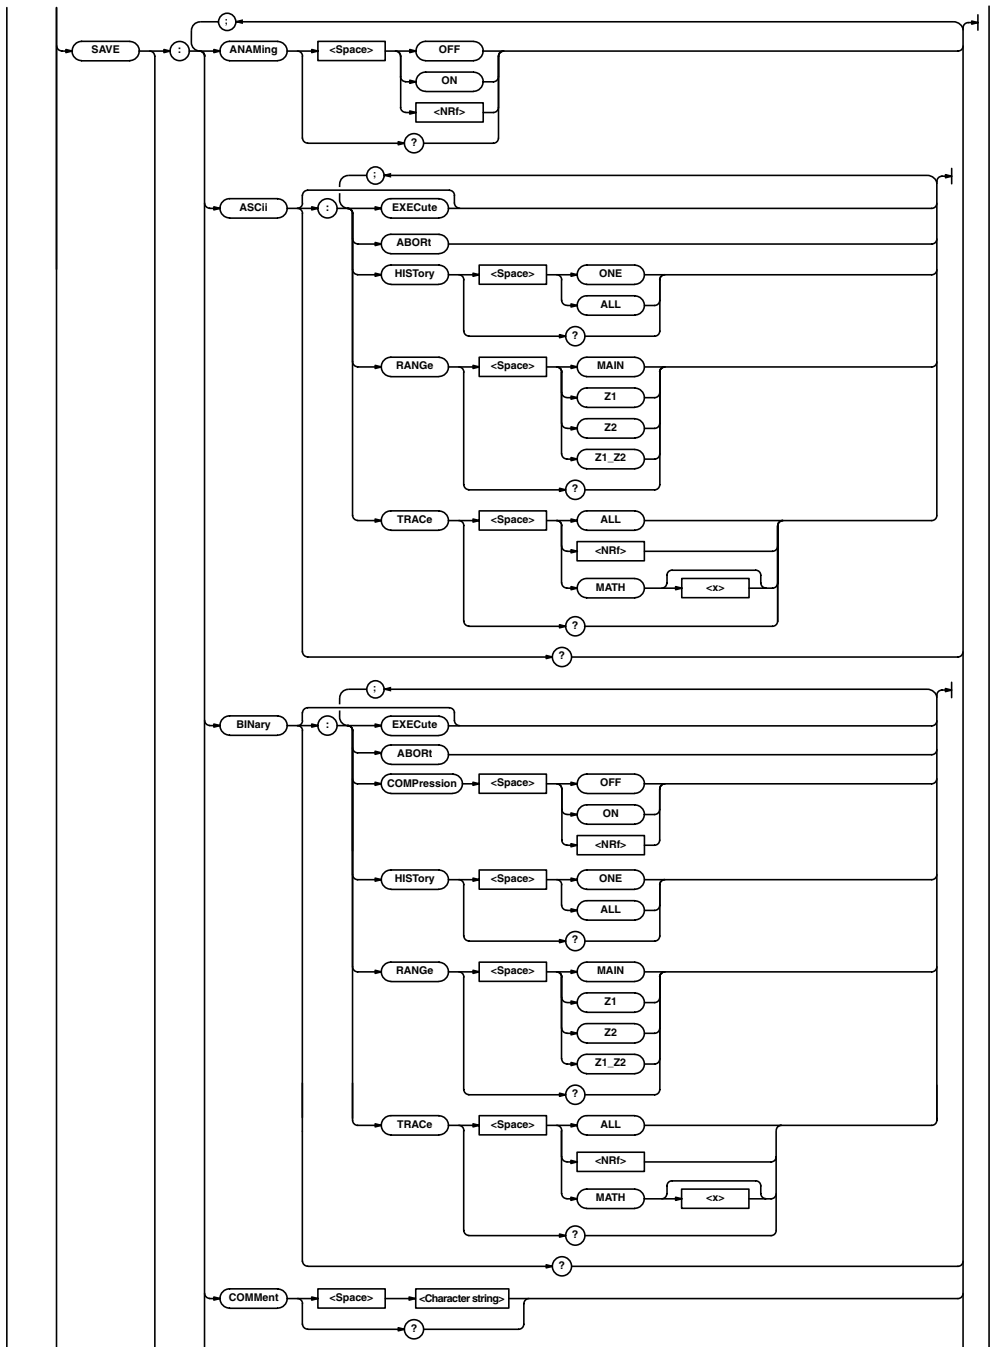 ;
SAVE : ANAMing <Space> OFF
ON
<NRf>
?
;
ASCii : EXECute
ABORt
HISTory <Space> ONE
ALL
?
RANGe <Space> MAIN
Z1
Z2
Z1_Z2
?
TRACe <Space> ALL
<NRf>
MATH <x>
?
?
;
BINary : EXECute
ABORt
COMPression <Space> OFF
ON
<NRf>
HISTory <Space> ONE
ALL
?
RANGe <Space> MAIN
Z1
Z2
Z1_Z2
?
TRACe <Space> ALL
<NRf>
MATH <x>
?
?
COMMent <Space> <Character string>
?